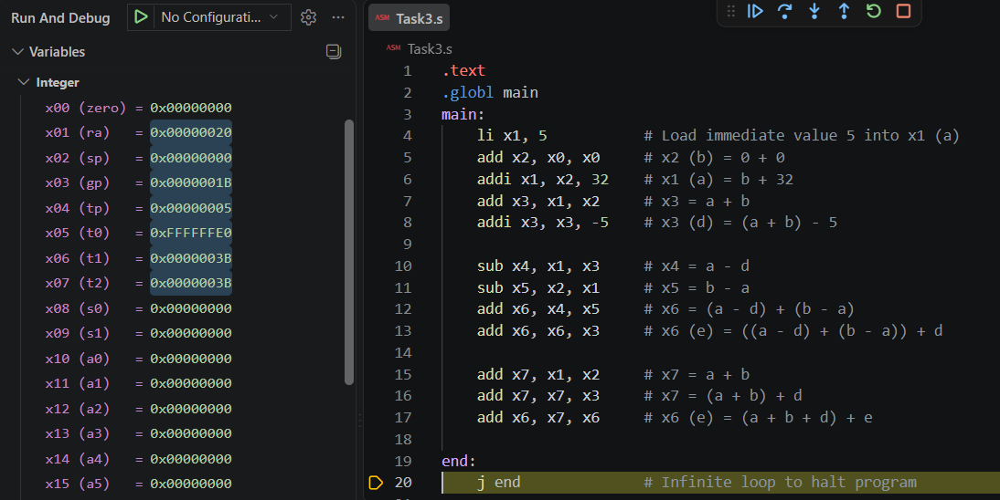 Run And Debug
No Configurati...
Variables
Integer
x00 (zero) = 0x00000000
x01 (ra) = 0x00000020
x02 (sp) = 0x00000000
x03 (gp) = 0x0000001B
x04 (tp) = 0x00000005
x05 (t0) = 0xFFFFFFE0
x06 (t1) = 0x0000003B
x07 (t2) = 0x0000003B
x08 (s0) = 0x00000000
x09 (s1) = 0x00000000
x10 (a0) = 0x00000000
x11 (a1) = 0x00000000
x12 (a2) = 0x00000000
x13 (a3) = 0x00000000
x14 (a4) = 0x00000000
x15 (a5) = 0x00000000
ASM Task3.s
ASM Task3.s
1 .text
2 .globl main
3 main:
4 li x1, 5 # Load immediate value 5 into x1 (a)
5 add x2, x0, x0 # x2 (b) = 0 + 0
6 addi x1, x2, 32 # x1 (a) = b + 32
7 add x3, x1, x2 # x3 = a + b
8 addi x3, x3, -5 # x3 (d) = (a + b) - 5
9
10 sub x4, x1, x3 # x4 = a - d
11 sub x5, x2, x1 # x5 = b - a
12 add x6, x4, x5 # x6 = (a - d) + (b - a)
13 add x6, x6, x3 # x6 (e) = ((a - d) + (b - a)) + d
14
15 add x7, x1, x2 # x7 = a + b
16 add x7, x7, x3 # x7 = (a + b) + d
17 add x6, x7, x6 # x6 (e) = (a + b + d) + e
18
19 end:
20 j end # Infinite loop to halt program